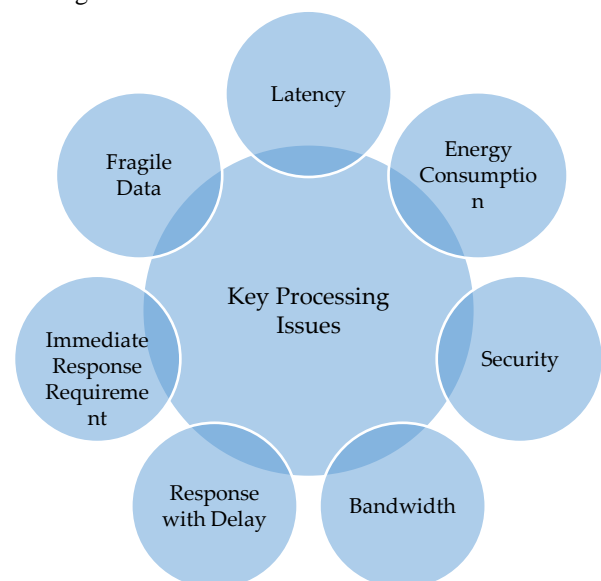 Latency
Energy
Consumptio
n
Security
Bandwidth
Response
with Delay
Immediate
Response
Requireme
nt
Fragile
Data
Key Processing
Issues